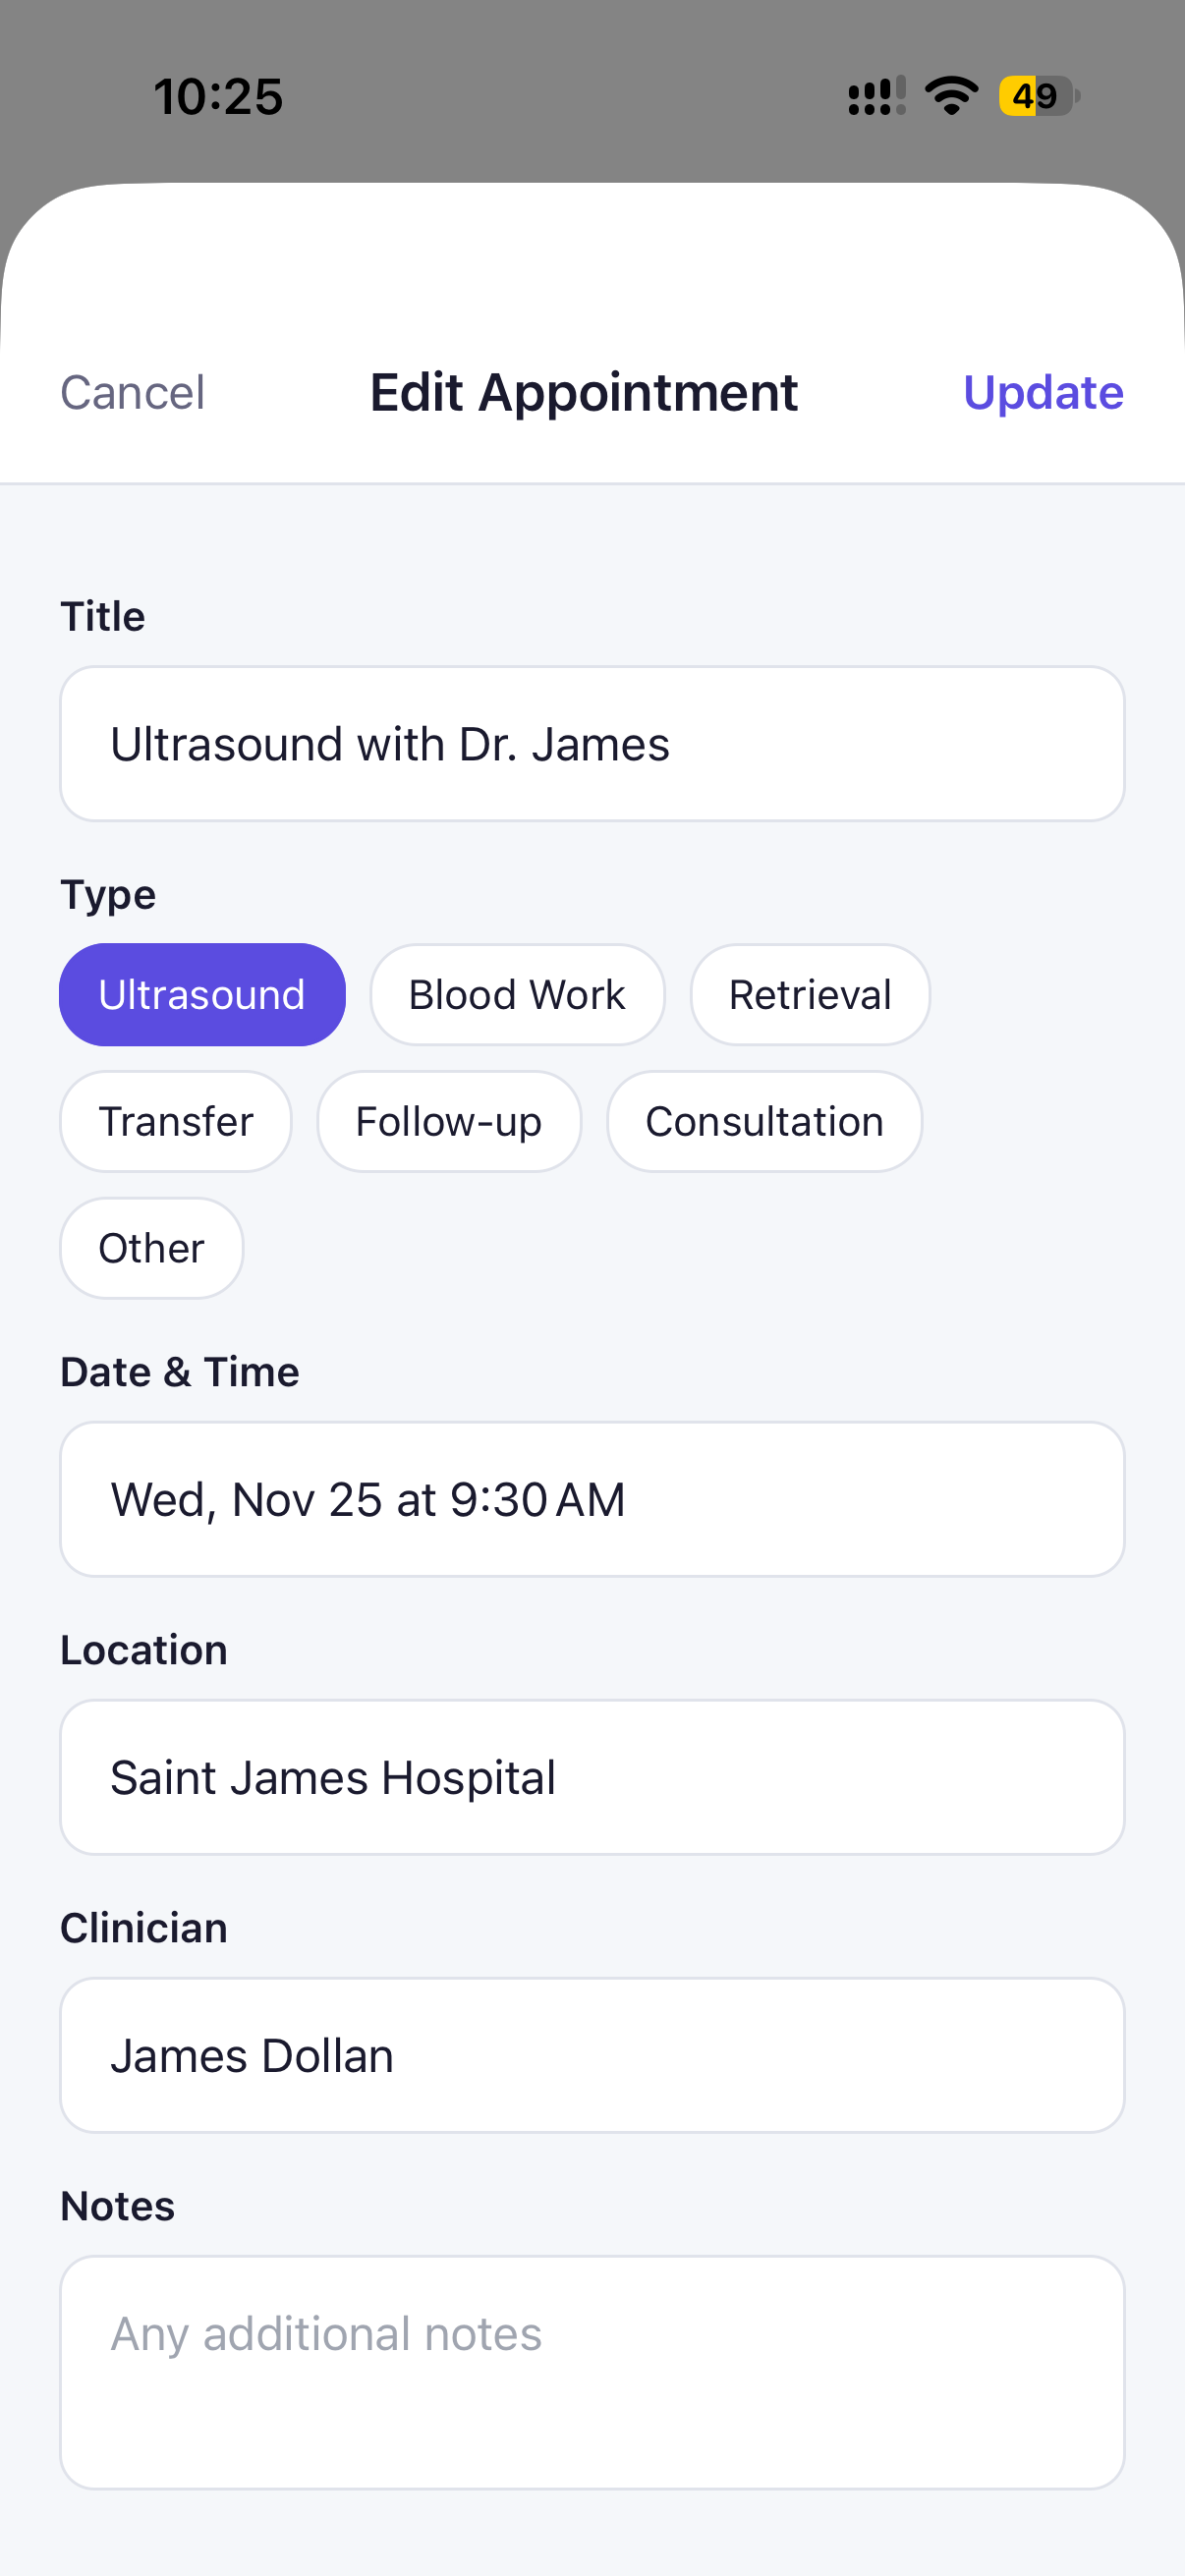 10:25
49
Cancel
Edit Appointment
Update
Title
Ultrasound with Dr. James
Type
Ultrasound
Blood Work
Retrieval
Transfer
Follow-up
Consultation
Other
Date & Time
Wed, Nov 25 at 9:30 AM
Location
Saint James Hospital
Clinician
James Dollan
Notes
Any additional notes